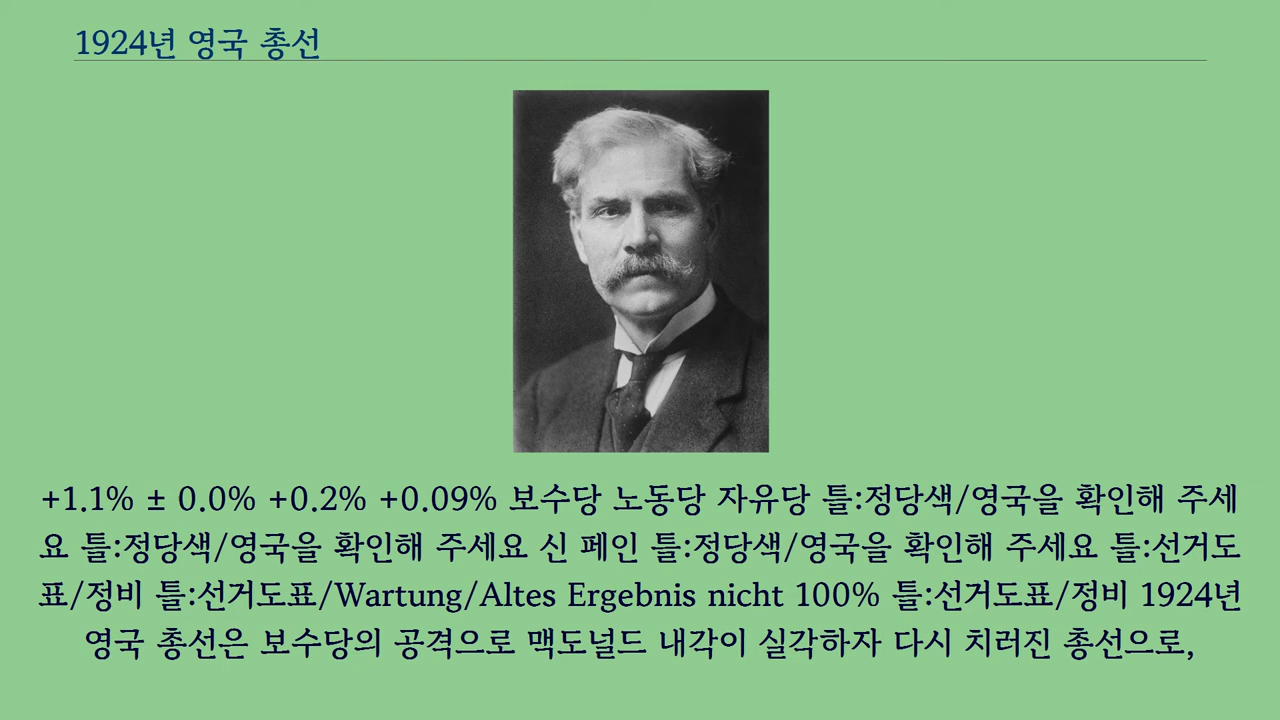 1924년 영국 총선
+1.1% ± 0.0% +0.2% +0.09% 보수당 노동당 자유당 틀:정당색/영국을 확인해 주세
요 틀:정당색/영국을 확인해 주세요 신 페인 틀:정당색/영국을 확인해 주세요 틀:선거도
표/정비 틀:선거도표/Wartung/Altes Ergebnis nicht 100% 틀:선거도표/정비 1924년
영국 총선은 보수당의 공격으로 맥도널드 내각이 실각하자 다시 치러진 총선으로,